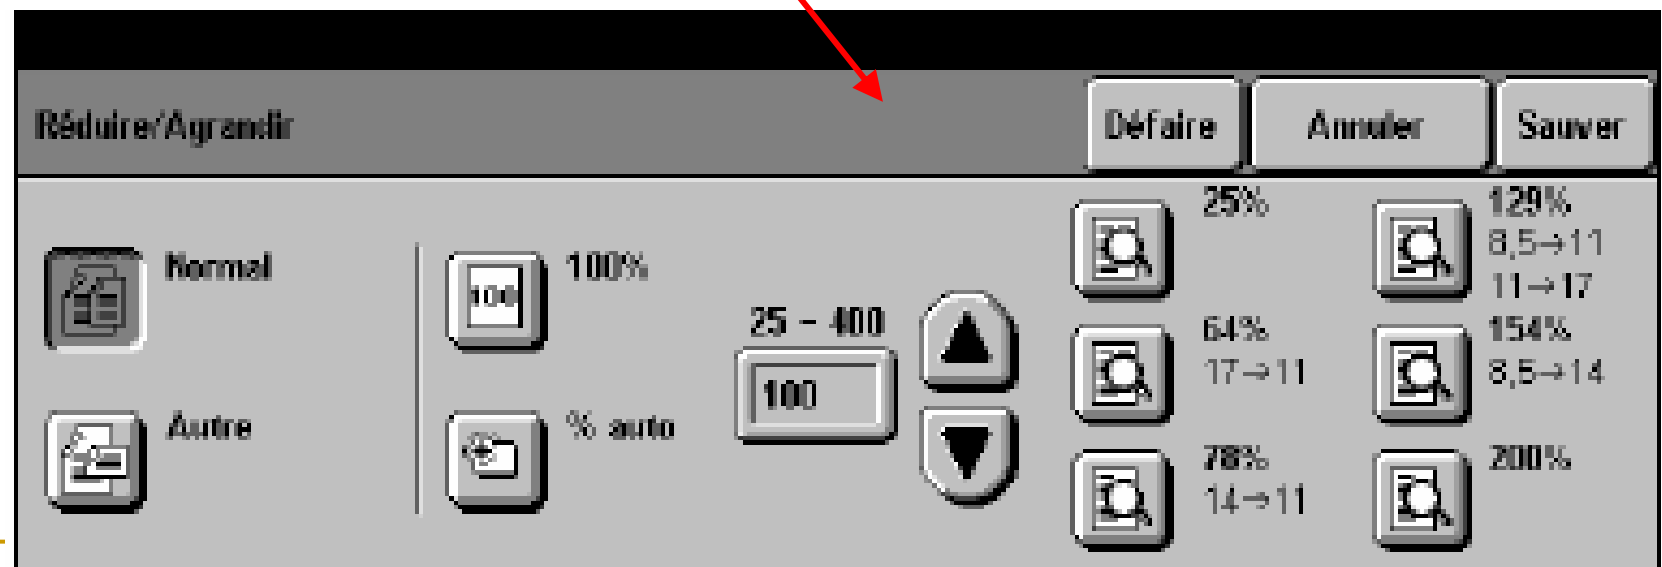 Réduire/Agrandir
Défaire
Annuler
Sauver
Normal
Autre
100
100%
% auto
25 - 400
100
25%
64%
17→11
78%
14→11
129%
8,5→11
11→17
154%
8,5→14
200%